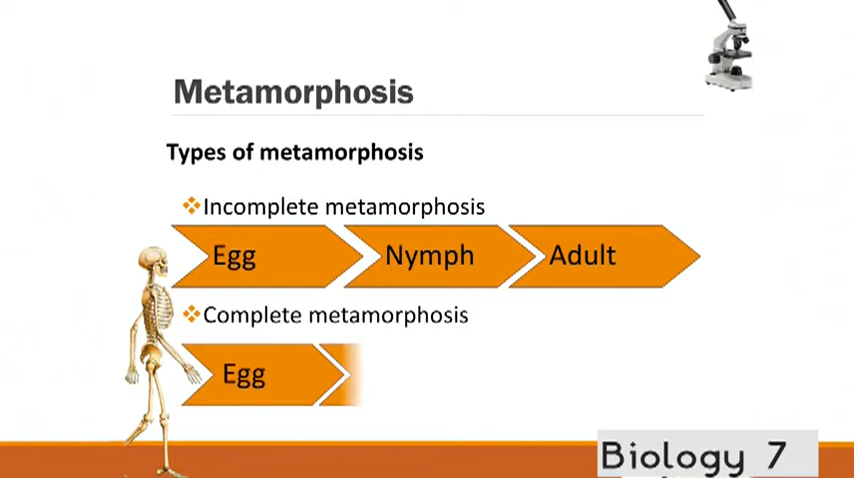 Metamorphosis
Types of metamorphosis
Incomplete metamorphosis
Egg Nymph Adult
Complete metamorphosis
Egg
Biology 7